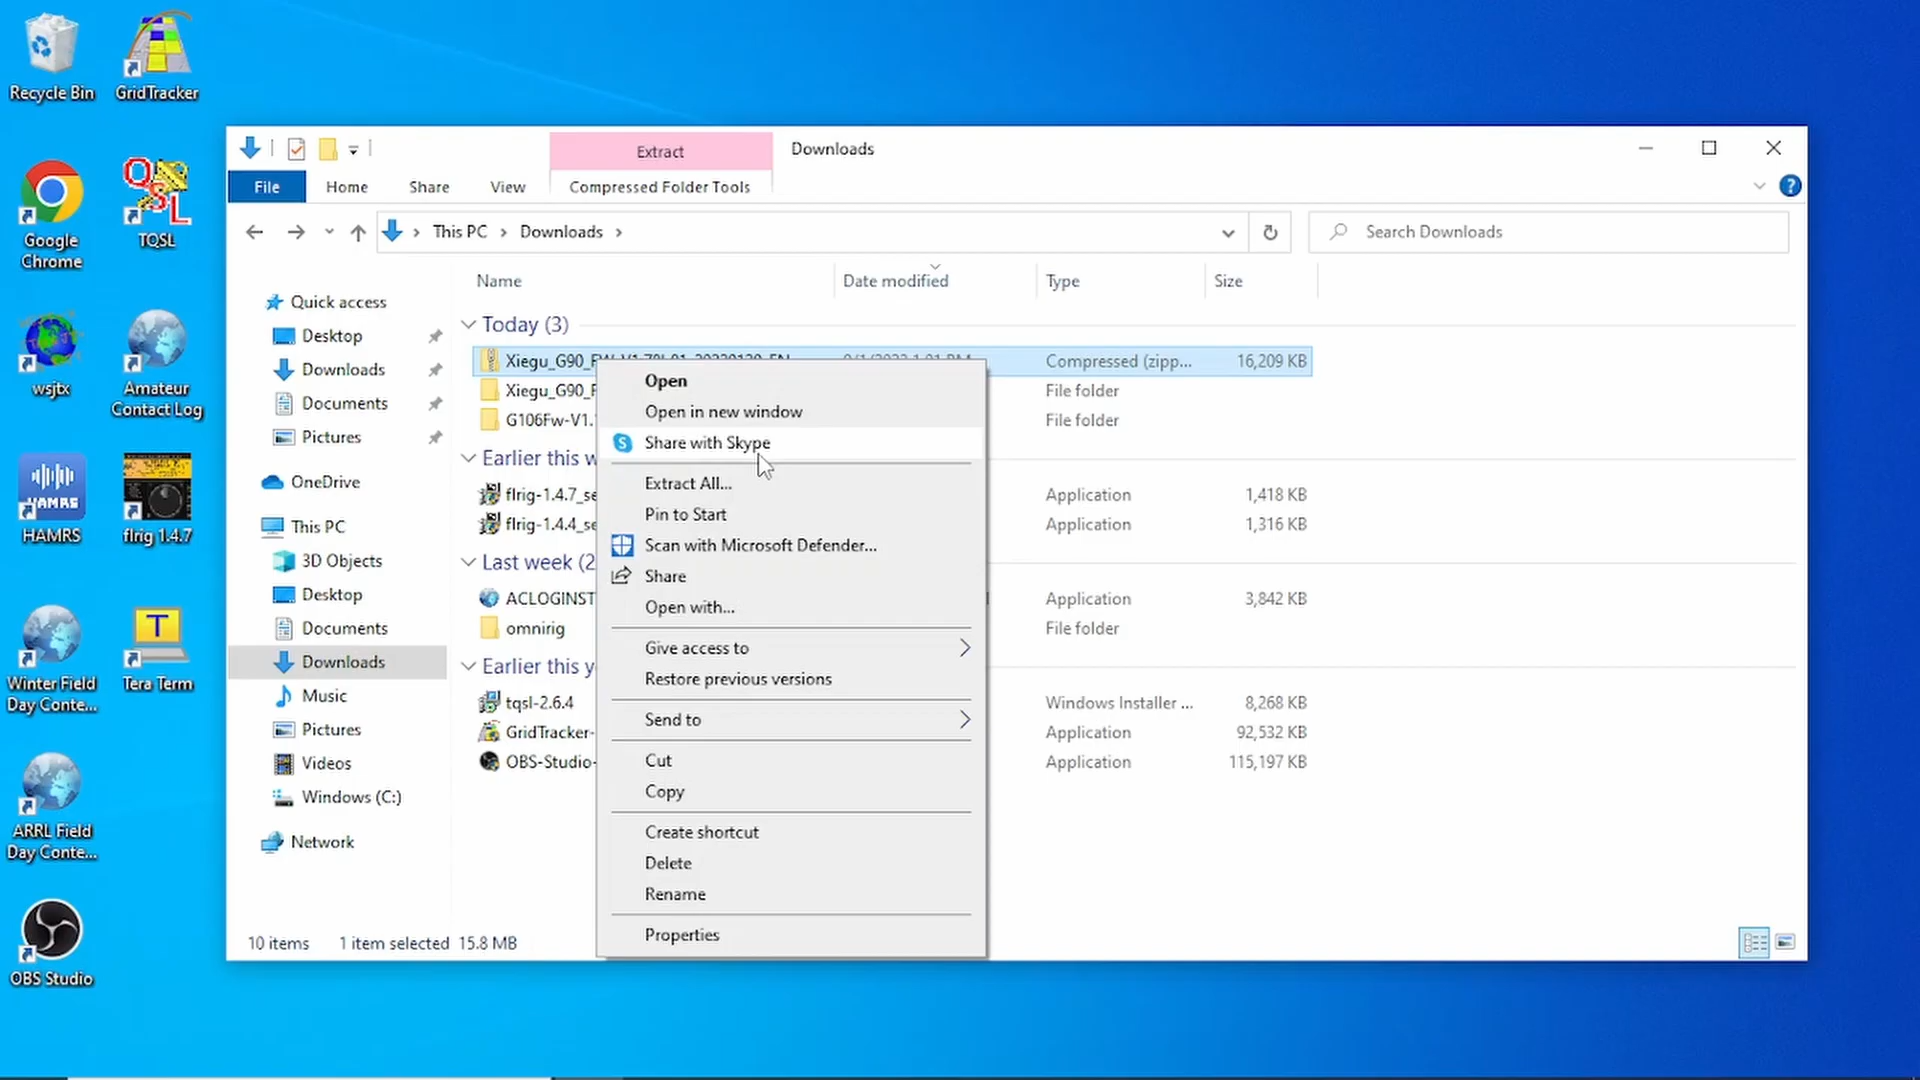 Recycle Bin
GridTracker
Google
Chrome
TQSL
wsjtx
Amateur
Contact Log
HAMRS
HAMRS
flrig 1.4.7
Winter Field
Day Conte...
Tera Term
ARRL Field
Day Conte...
OBS Studio
Extract
Downloads
File
Home
Share
View
Compressed Folder Tools
This PC
Downloads
Search Downloads
Name
Date modified
Type
Size
Quick access
Desktop
Downloads
Documents
Pictures
OneDrive
This PC
3D Objects
Desktop
Documents
Downloads
Music
Pictures
Videos
Windows (C:)
Network
Today (3)
Xiegu_G90_ Compressed (zipp... 16,209 KB
Xiegu_G90_ File folder
G106Fw-V1. File folder
Earlier this
flrig-1.4.7_se Application 1,418 KB
flrig-1.4.4_se Application 1,316 KB
Last week (2
ACLOGINST Application 3,842 KB
omnirig File folder
Earlier this y
tqsl-2.6.4 Windows Installer ... 8,268 KB
GridTracker- Application 92,532 KB
OBS-Studio- Application 115,197 KB
Open
Open in new window
Share with Skype
Extract All...
Pin to Start
Scan with Microsoft Defender...
Share
Open with...
Give access to
Restore previous versions
Send to
Cut
Copy
Create shortcut
Delete
Rename
Properties
10 items 1 item selected 15.8 MB